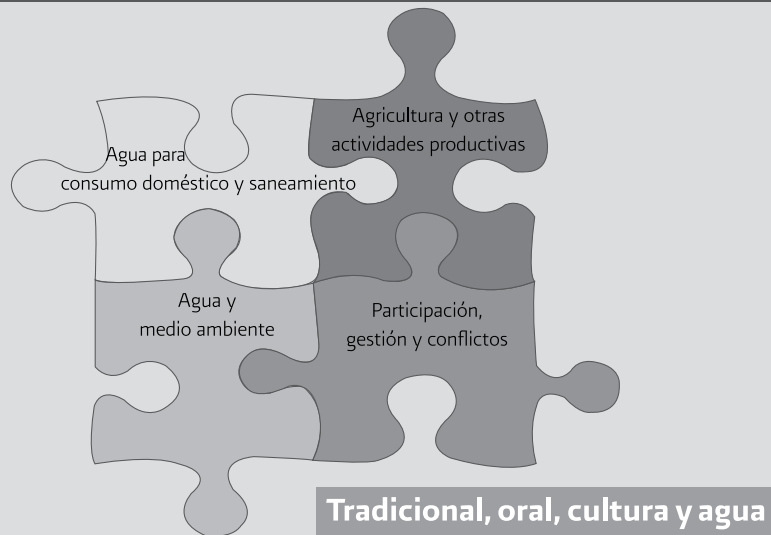 Agua para
consumo doméstico y saneamiento
Agricultura y otras
actividades productivas
Agua y
medio ambiente
Participación,
gestión y conflictos
Tradicional, oral, cultura y agua